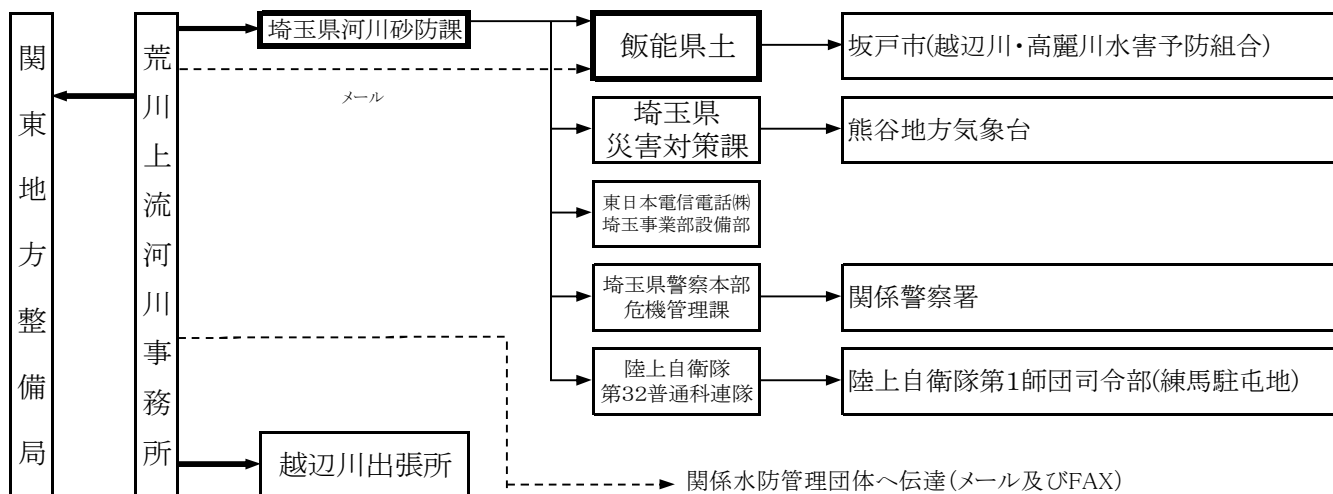 関東地方整備局
荒川上流河川事務所
埼玉県河川砂防課
メール
飯能県土
坂戸市(越辺川・高麗川水害予防組合)
埼玉県
災害対策課
熊谷地方気象台
東日本電信電話㈱
埼玉事業部設備部
埼玉県警察本部
危機管理課
関係警察署
陸上自衛隊
第32普通科連隊
陸上自衛隊第1師団司令部(練馬駐屯地)
越辺川出張所
関係水防管理団体へ伝達(メール及びFAX)